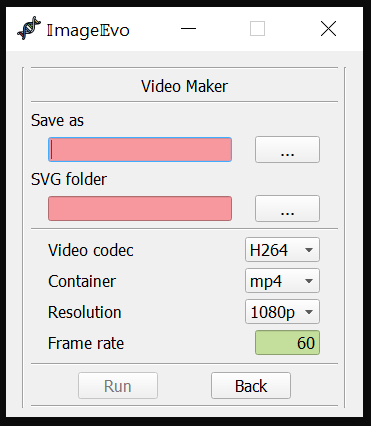 𝕀mage𝔼vo
Video Maker
Save as
...
SVG folder
...
Video codec H264
Container mp4
Resolution 1080p
Frame rate 60
Run Back